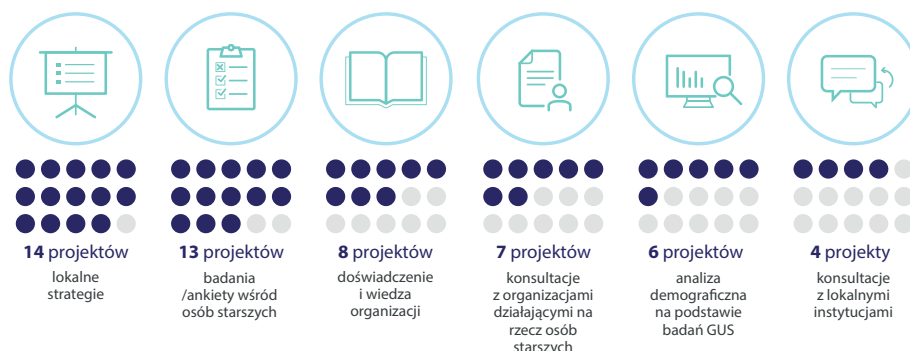 14 projektów
lokalne
strategie
13 projektów
badania
/ankiety wśród
osób starszych
8 projektów
doświadczenie
i wiedza
organizacji
7 projektów
konsultacje
z organizacjami
działającymi na
rzecz osób
starszych
6 projektów
analiza
demograficzna
na podstawie
badań GUS
4 projekty
konsultacje
z lokalnymi
instytucjami